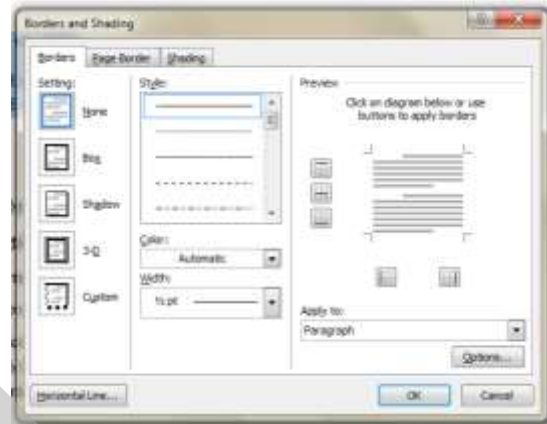 Borders and Shading
Borders Page Border Shading
Setting:
None
Box
Shadow
3-D
Custom
Style:
Color:
Automatic
Width:
½ pt
Preview
Click on diagram below or use
buttons to apply borders
Apply to:
Paragraph
Options...
Horizontal Line...
OK Cancel